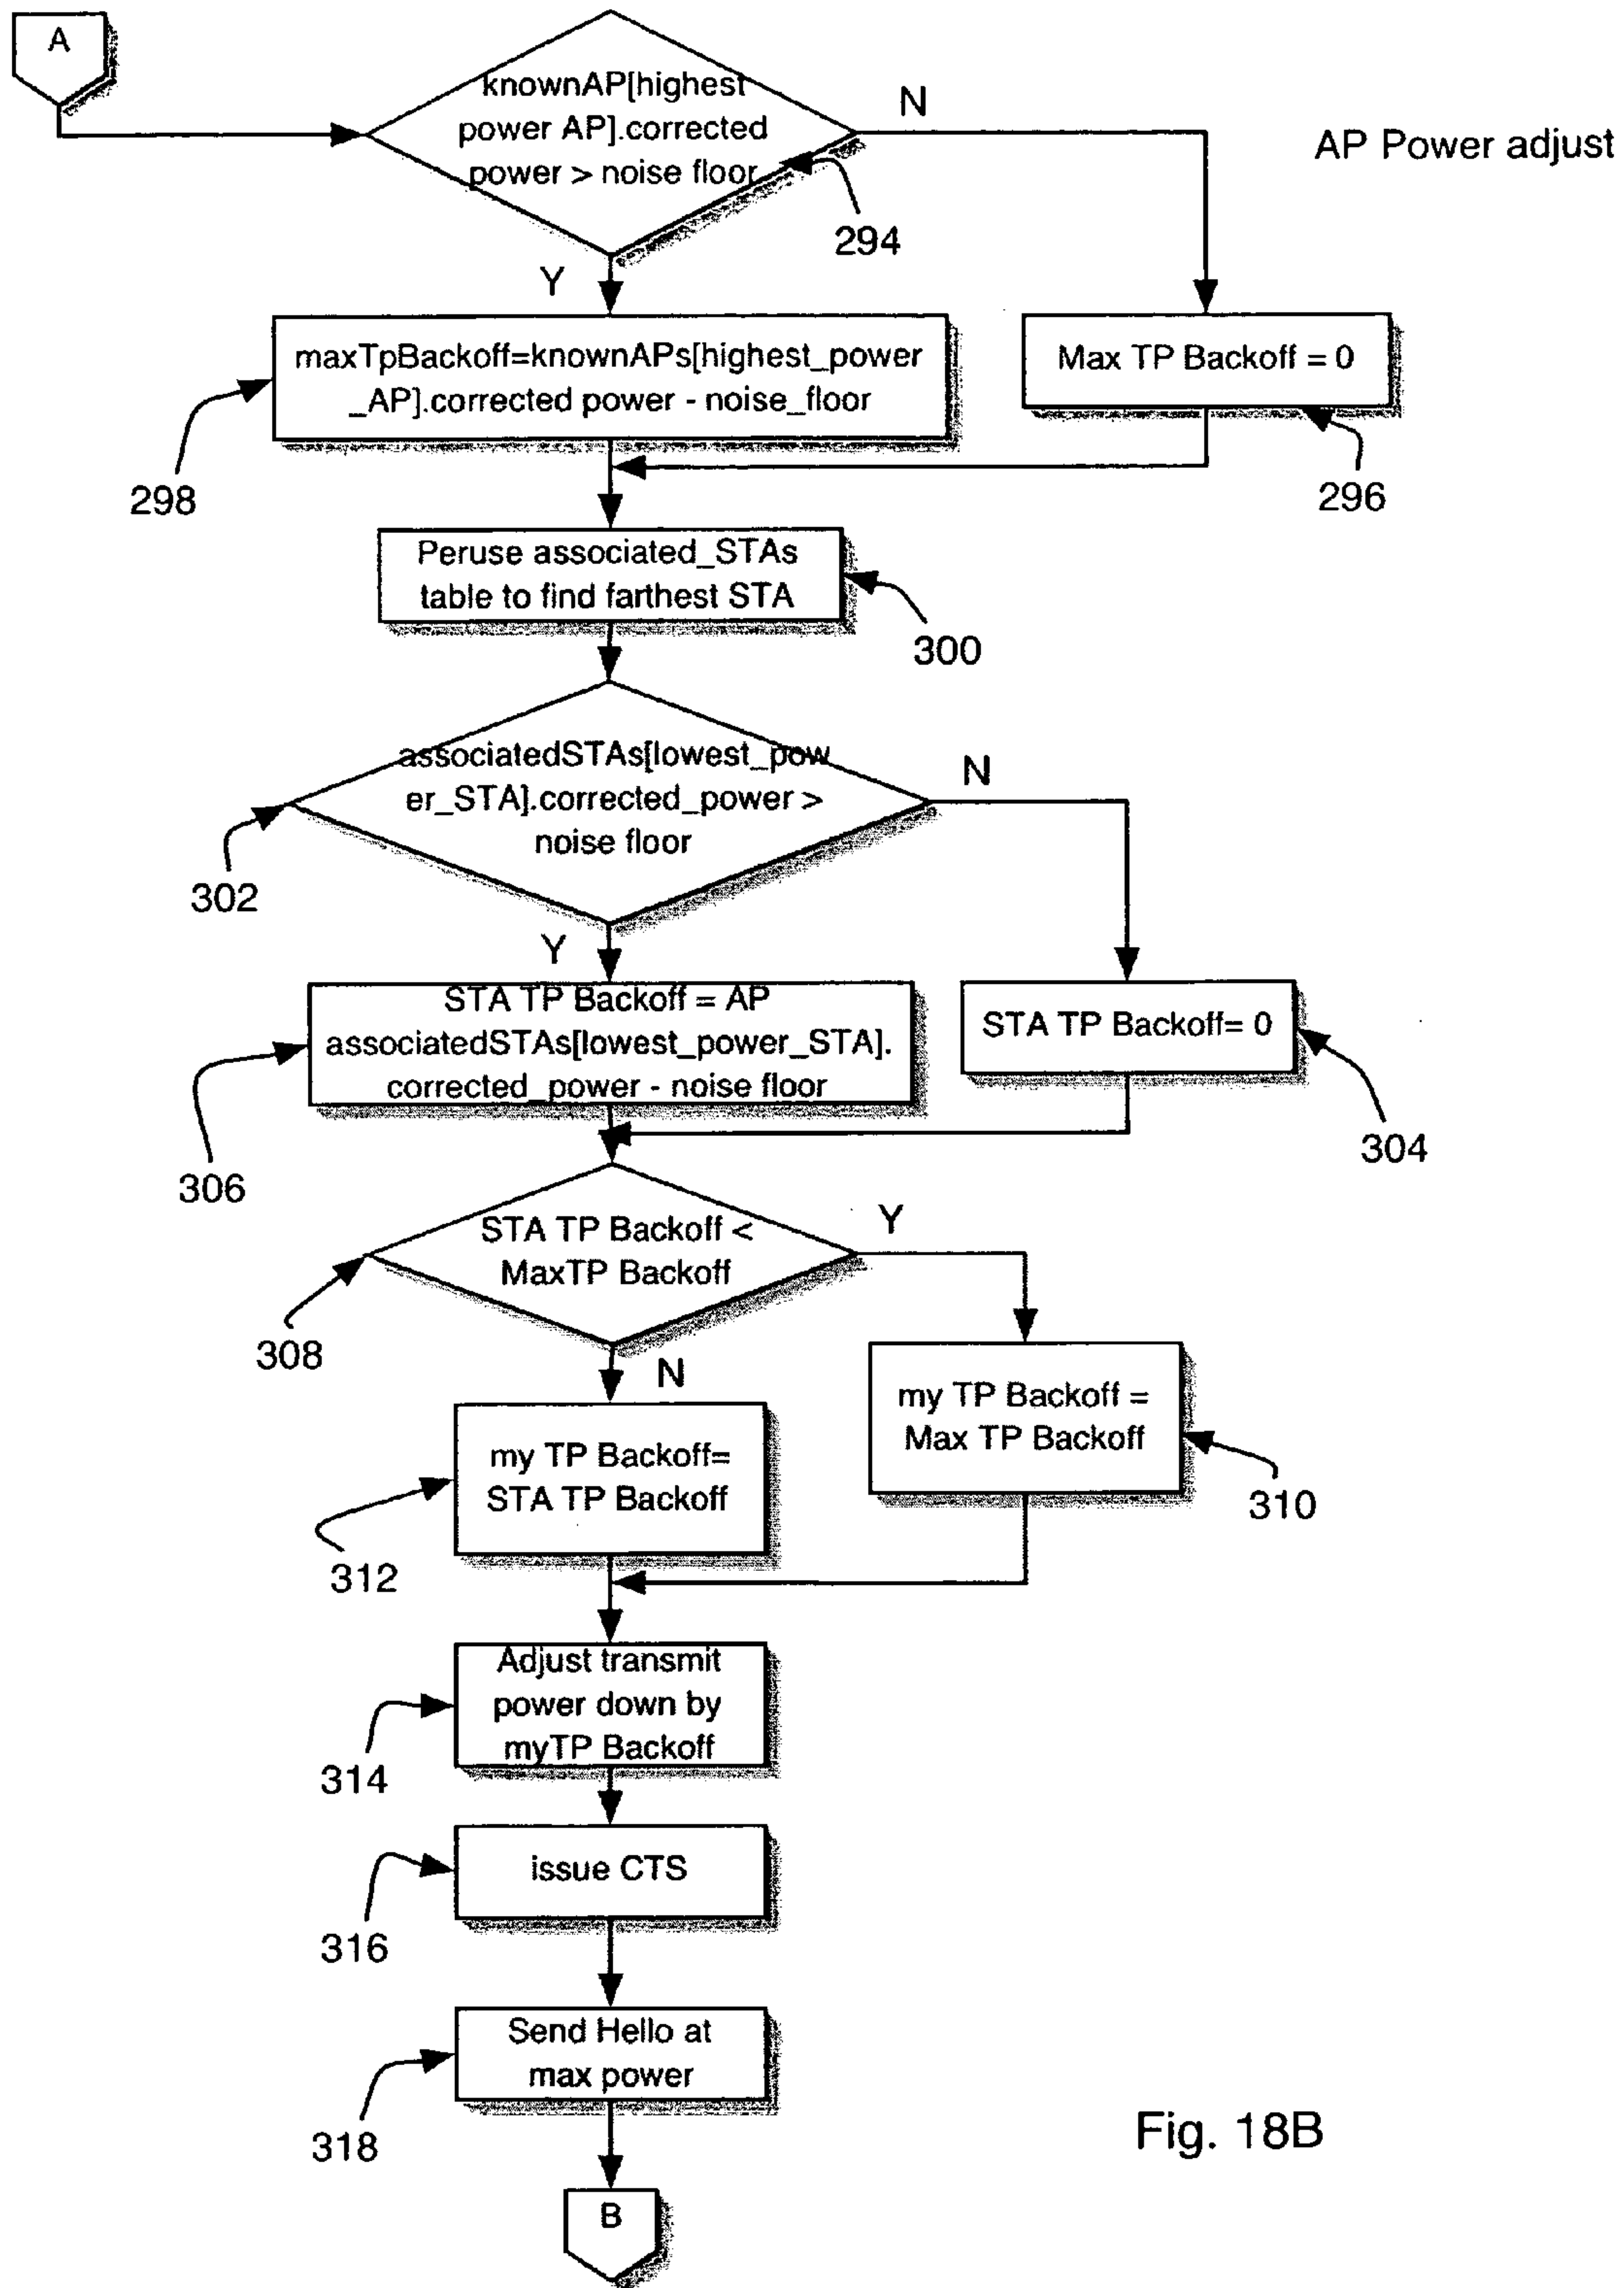 A
knownAP[highest
power AP].corrected
power > noise floor
N
AP Power adjust
294
Y
maxTpBackoff=knownAPs[highest_power
_AP].corrected power - noise_floor
Max TP Backoff = 0
298
296
Peruse associated_STAs
table to find farthest STA
300
associatedSTAs[lowest_pow
er_STA].corrected_power >
noise floor
N
302
Y
STA TP Backoff = AP
associatedSTAs[lowest_power_STA].
corrected_power - noise floor
STA TP Backoff= 0
304
306
STA TP Backoff <
MaxTP Backoff
Y
308
N
my TP Backoff =
Max TP Backoff
my TP Backoff=
STA TP Backoff
310
312
Adjust transmit
power down by
myTP Backoff
314
issue CTS
316
Send Hello at
max power
318
Fig. 18B
B